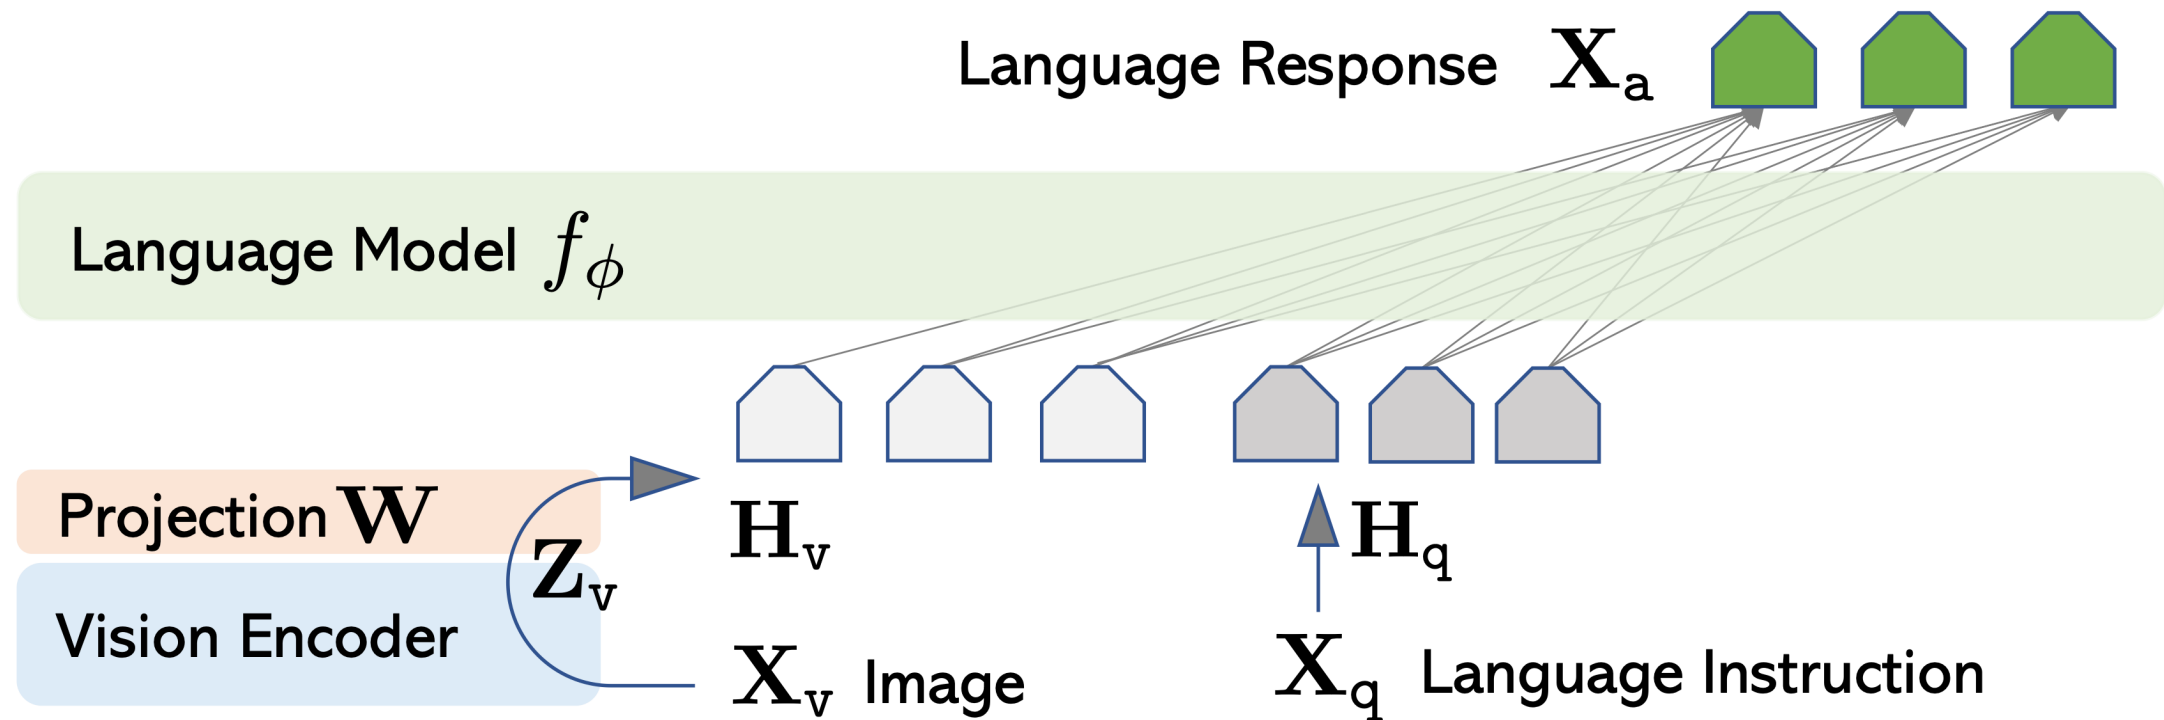 Language Response X_a
Language Model f_ϕ
Projection W
H_v
H_q
Z_v
Vision Encoder
X_v Image
X_q Language Instruction